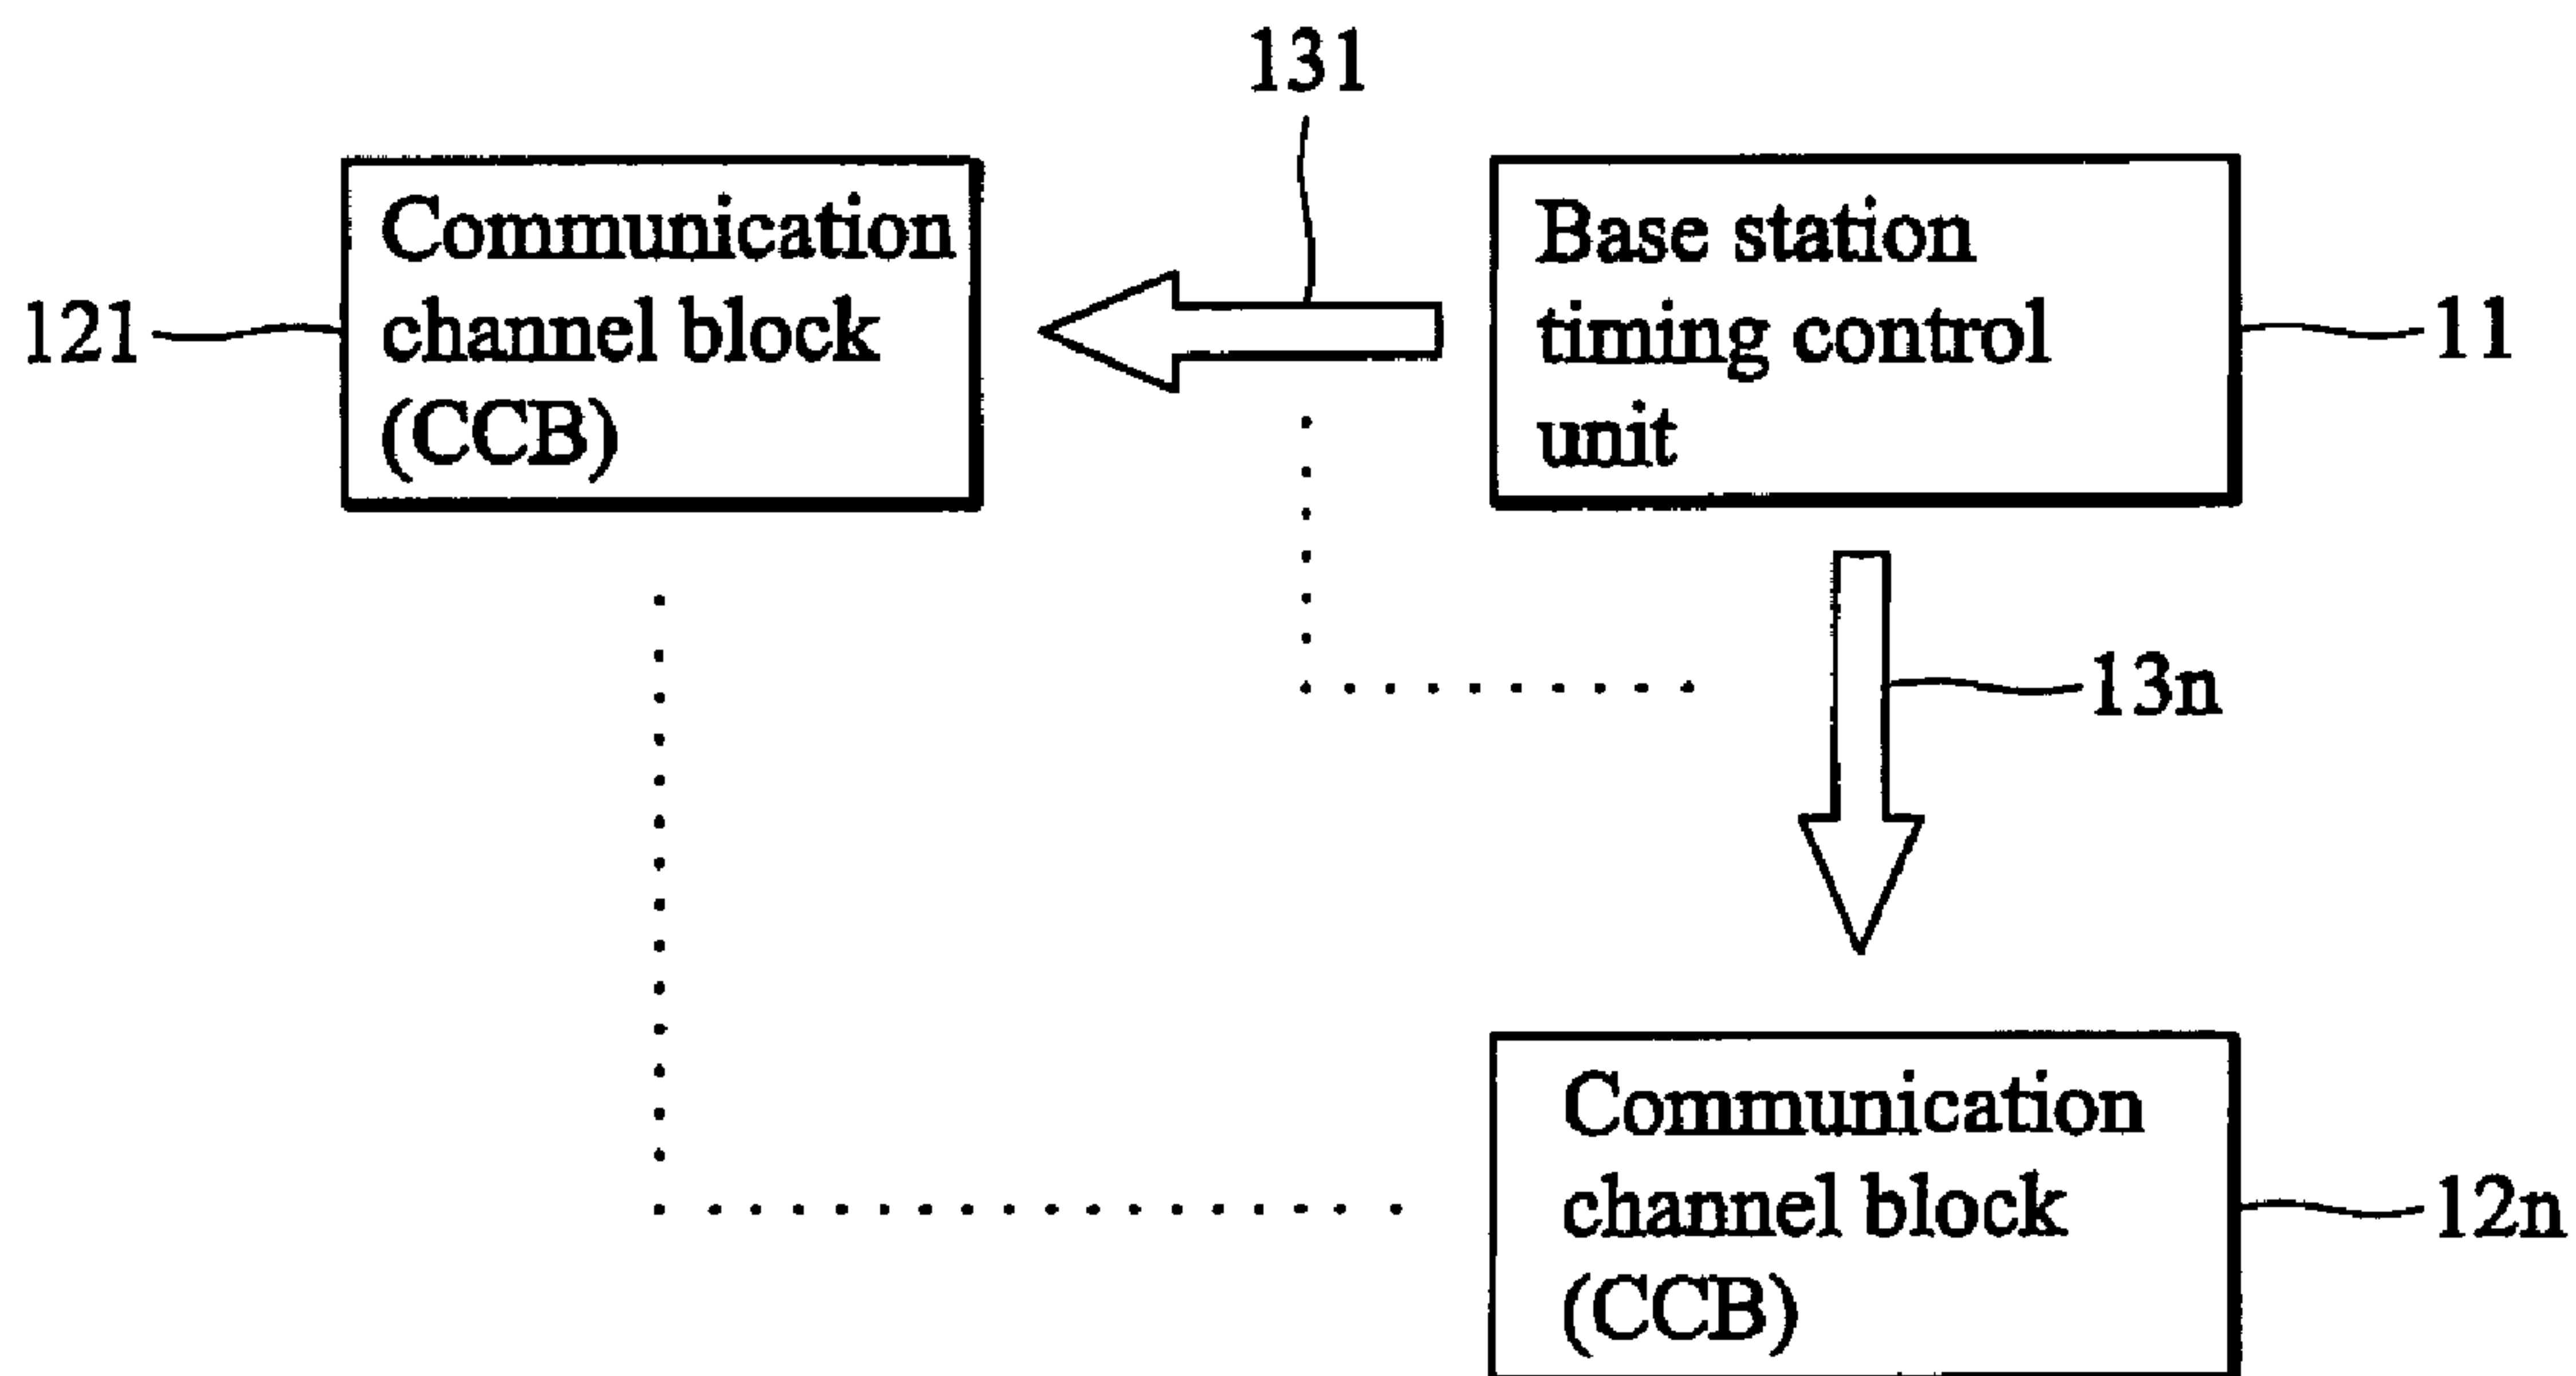 131
Communication
channel block
(CCB)
121
Base station
timing control
unit
11
13n
Communication
channel block
(CCB)
12n